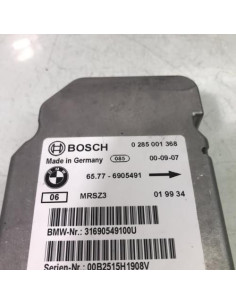 BOSCH 0 285 001 368
Made in Germany 085 00-09-07
65.77 - 6905491
06 MRSZ3 01 99 34
BMW-Nr.: 31690549100U
Serien-Nr.: 00B2515H1908V